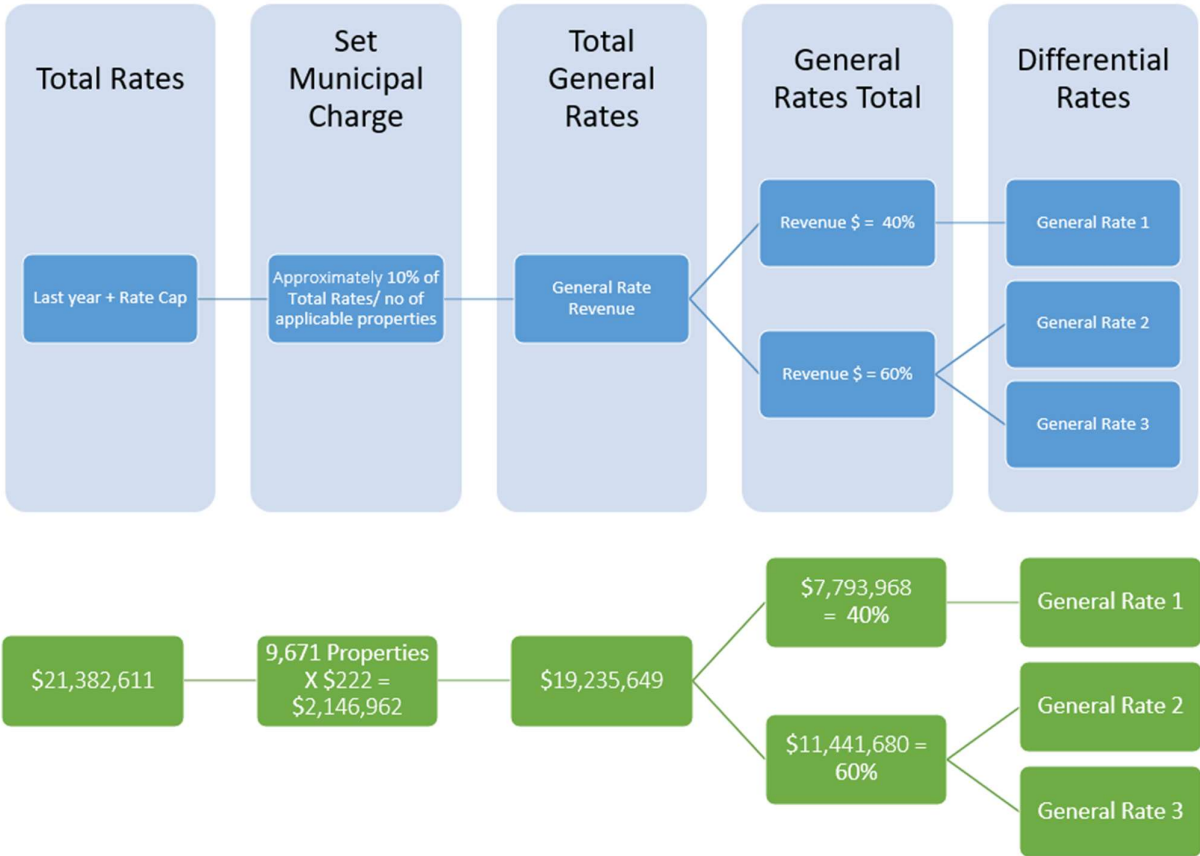 Total Rates
Set
Municipal
Charge
Total
General
Rates
General
Rates Total
Differential
Rates
Last year + Rate Cap
Approximately 10% of
Total Rates/ no of
applicable properties
General Rate
Revenue
Revenue $ =  40%
Revenue $ = 60%
General Rate 1
General Rate 2
General Rate 3
$21,382,611
9,671 Properties
X $222 =
$2,146,962
$19,235,649
$7,793,968
=  40%
$11,441,680 =
60%
General Rate 1
General Rate 2
General Rate 3